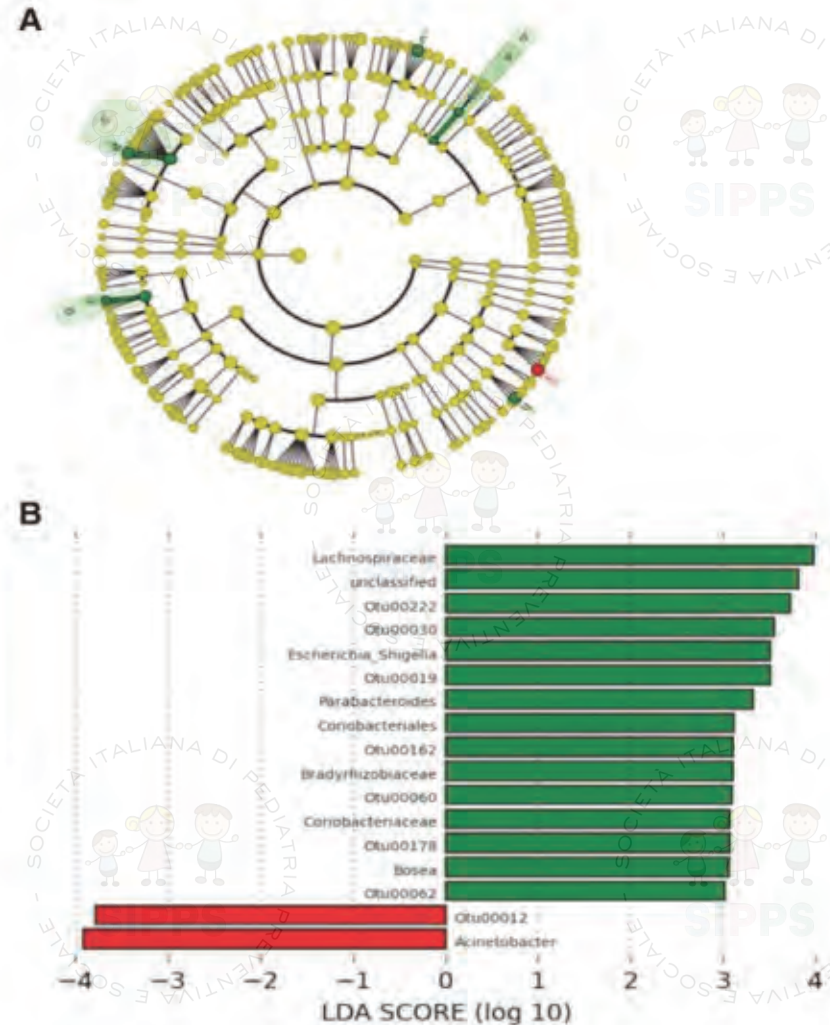 A
B
Lachnospiraceae
unclassified
Otu00222
Otu00030
Escherichia_Shigella
Otu00019
Parabacteroides
Coriobacteriales
Otu00162
Bradyrhizobiaceae
Otu00060
Coriobacteriaceae
Otu00178
Bosea
Otu00062
Otu00012
Acinetobacter
−4 −3 −2 −1 0 1 2 3 4
LDA SCORE (log 10)
SOCIETÀ ITALIANA DI PEDIATRIA PREVENTIVA E SOCIALE
SIPPS